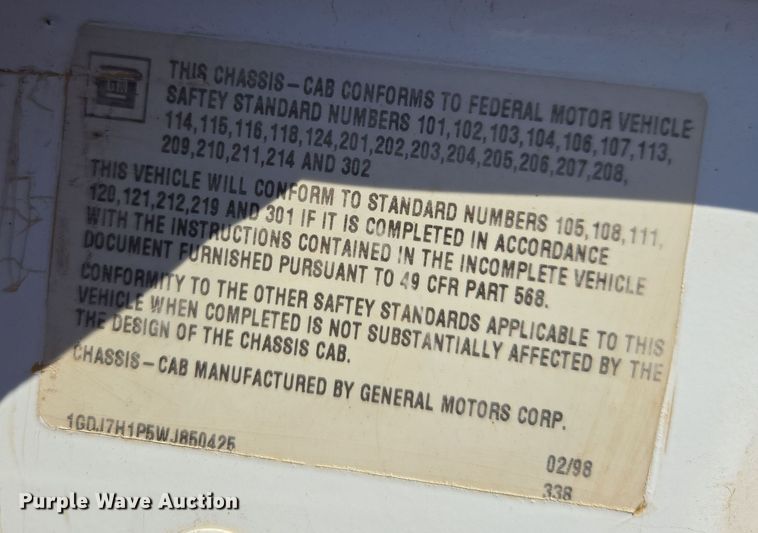 GM
THIS CHASSIS-CAB CONFORMS TO FEDERAL MOTOR VEHICLE
SAFTEY STANDARD NUMBERS 101,102,103,104,106,107,113,
114,115,116,118,124,201,202,203,204,205,206,207,208,
209,210,211,214 AND 302
THIS VEHICLE WILL CONFORM TO STANDARD NUMBERS 105,108,111,
120,121,212,219 AND 301 IF IT IS COMPLETED IN ACCORDANCE
WITH THE INSTRUCTIONS CONTAINED IN THE INCOMPLETE VEHICLE
DOCUMENT FURNISHED PURSUANT TO 49 CFR PART 568.
CONFORMITY TO THE OTHER SAFTEY STANDARDS APPLICABLE TO THIS
VEHICLE WHEN COMPLETED IS NOT SUBSTANTIALLY AFFECTED BY THE
THE DESIGN OF THE CHASSIS CAB.
CHASSIS-CAB MANUFACTURED BY GENERAL MOTORS CORP.
1GDJ7H1P5WJ850425
02/98
338
Purple Wave Auction